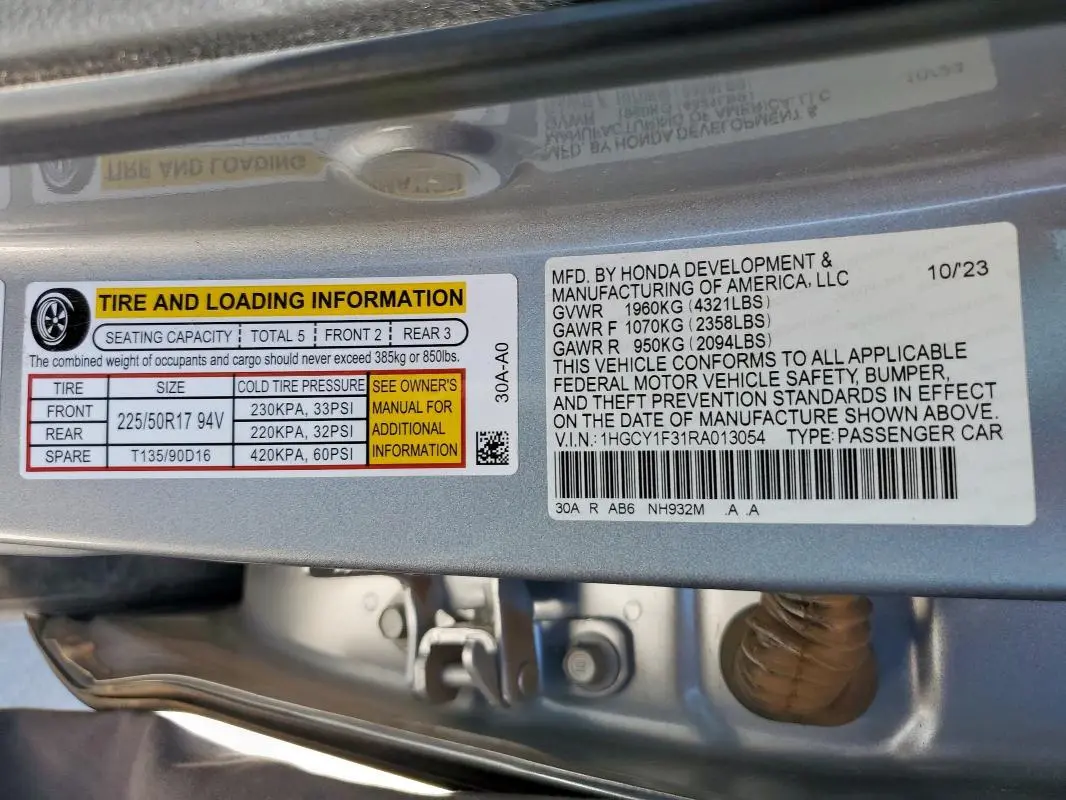 TIRE AND LOADING INFORMATION
SEATING CAPACITY TOTAL 5 FRONT 2 REAR 3
The combined weight of occupants and cargo should never exceed 385kg or 850lbs.
TIRE SIZE COLD TIRE PRESSURE SEE OWNER'S
FRONT 225/50R17 94V 230KPA, 33PSI MANUAL FOR
REAR 220KPA, 32PSI ADDITIONAL
SPARE T135/90D16 420KPA, 60PSI INFORMATION
30A-A0
MFD. BY HONDA DEVELOPMENT &
MANUFACTURING OF AMERICA, LLC 10/'23
GVWR 1960KG (4321LBS)
GAWR F 1070KG (2358LBS)
GAWR R 950KG (2094LBS)
THIS VEHICLE CONFORMS TO ALL APPLICABLE
FEDERAL MOTOR VEHICLE SAFETY, BUMPER,
AND THEFT PREVENTION STANDARDS IN EFFECT
ON THE DATE OF MANUFACTURE SHOWN ABOVE.
V.I.N.: 1HGCY1F31RA013054 TYPE: PASSENGER CAR
30A R AB6 NH932M .A .A